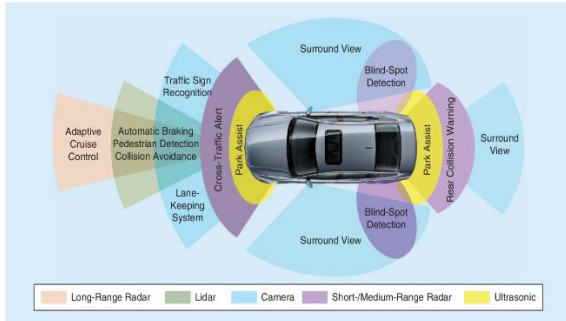 Surround View
Blind-Spot
Detection
Traffic Sign
Recognition
Adaptive
Cruise
Control
Automatic Braking
Pedestrian Detection
Collision Avoidance
Cross-Traffic Alert
Park Assist
Park Assist
Rear Collision Warning
Surround
View
Lane-
Keeping
System
Blind-Spot
Detection
Surround View
Long-Range Radar
Lidar
Camera
Short-/Medium-Range Radar
Ultrasonic